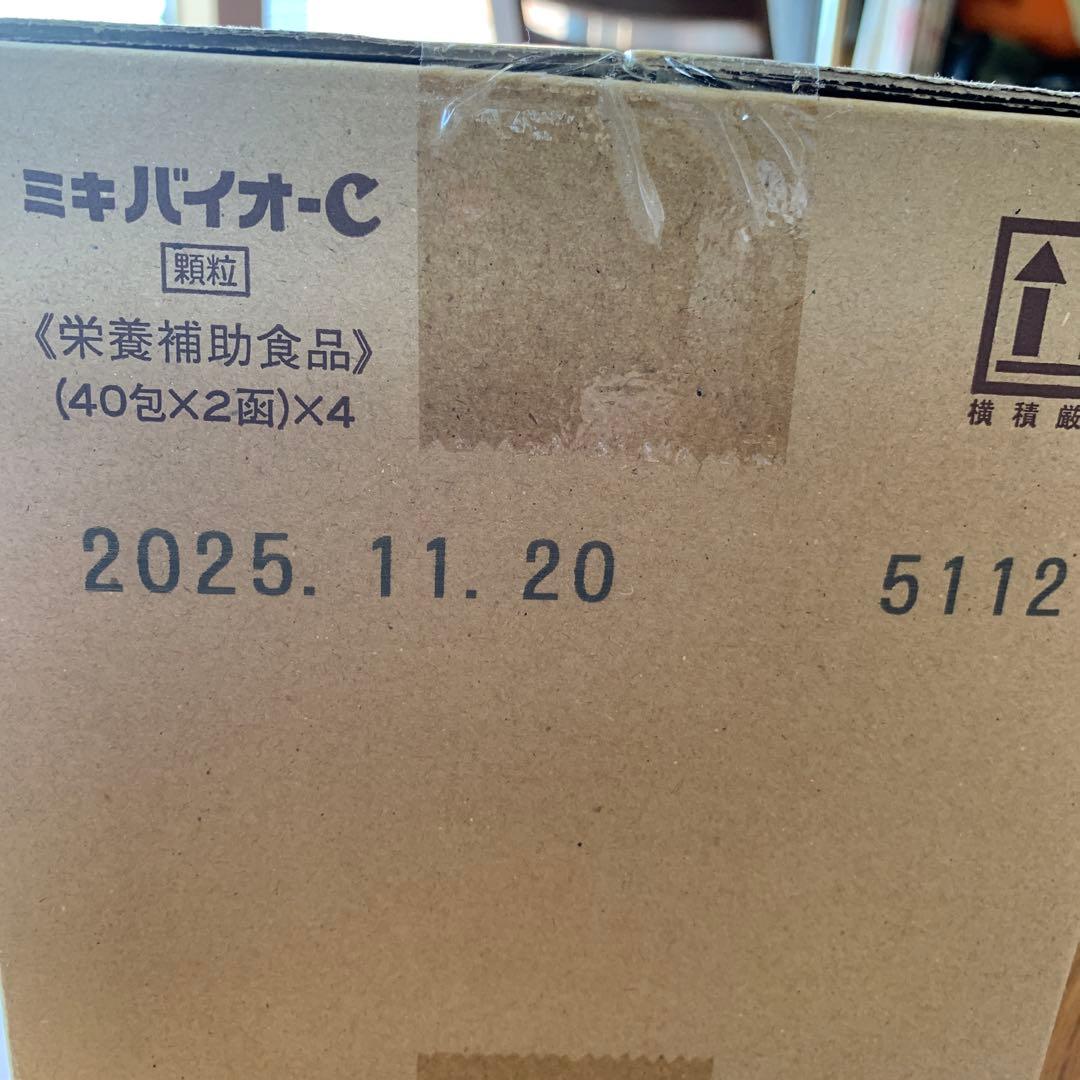 ミキバイオ-C
顆粒
《栄養補助食品》
(40包×2函)×4
横積厳
2025.11.20
5112